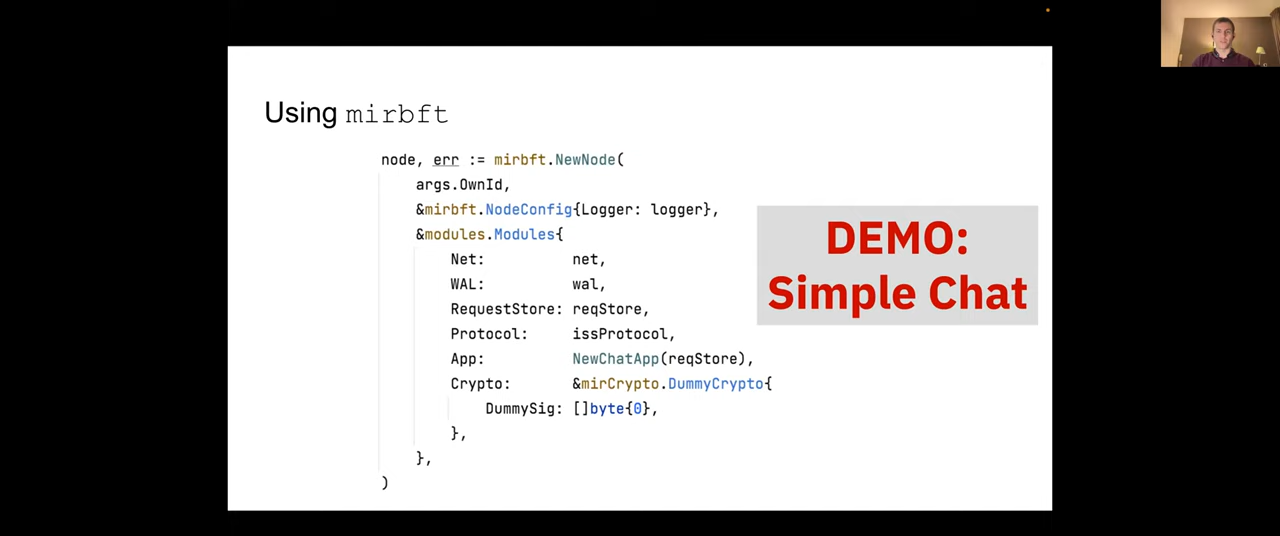 Using mirbft
node, err := mirbft.NewNode(
args.OwnId,
&mirbft.NodeConfig{Logger: logger},
&modules.Modules{
Net: net,
WAL: wal,
RequestStore: reqStore,
Protocol: issProtocol,
App: NewChatApp(reqStore),
Crypto: &mirCrypto.DummyCrypto{
DummySig: []byte{0},
},
},
)
DEMO:
Simple Chat